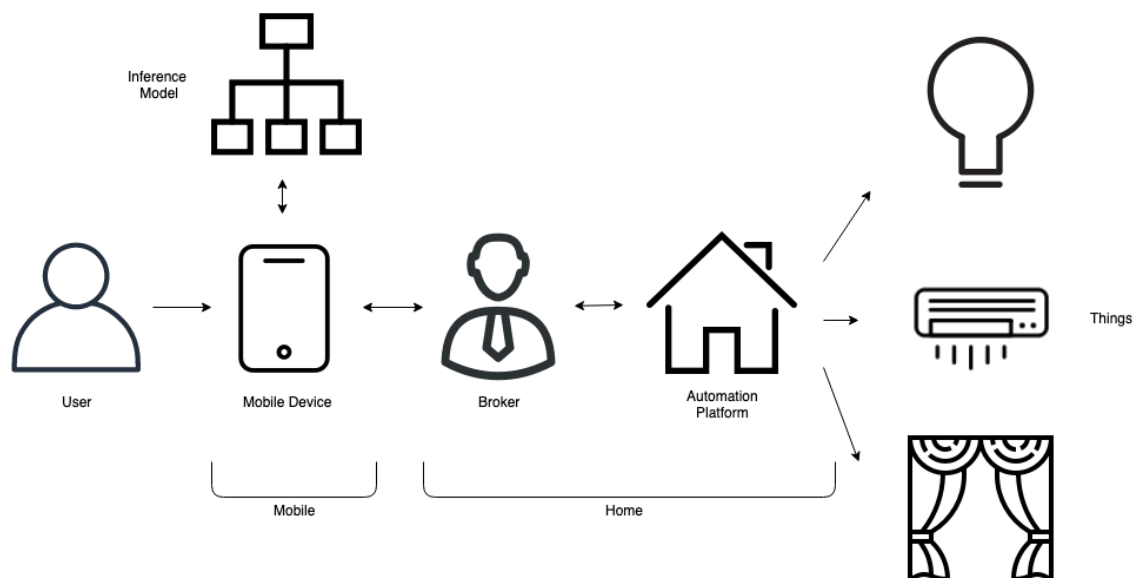 Inference
Model
Things
User
Mobile Device
Broker
Automation
Platform
Mobile
Home